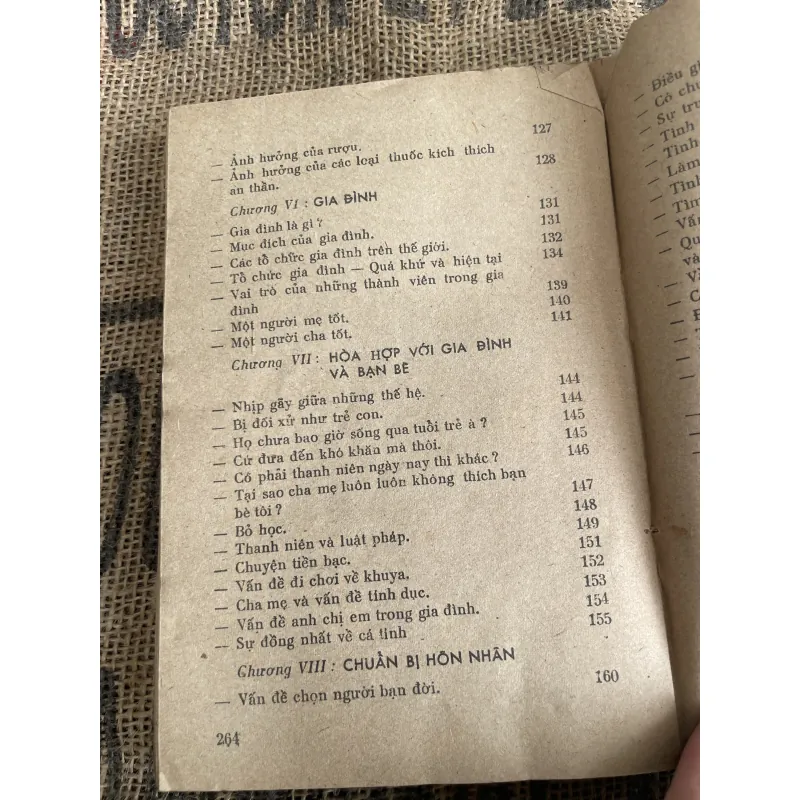 — Ảnh hưởng của rượu. 127
— Ảnh hưởng của các loại thuốc kích thích
an thần. 128
Chương VI : GIA ĐÌNH
— Gia đình là gì ? 131
— Mục đích của gia đình. 131
— Các tổ chức gia đình trên thế giới. 132
— Tổ chức gia đình — Quá khứ và hiện tại 134
— Vai trò của những thành viên trong gia
đình 139
— Một người mẹ tốt. 140
— Một người cha tốt. 141
Chương VII : HÒA HỢP VỚI GIA ĐÌNH
VÀ BẠN BÈ
— Nhịp gãy giữa những thế hệ. 144
— Bị đối xử như trẻ con. 144
— Họ chưa bao giờ sống qua tuổi trẻ à ? 145
— Cứ đưa đến khó khăn mà thôi. 145
— Có phải thanh niên ngày nay thì khác ? 146
— Tại sao cha mẹ luôn luôn không thích bạn
bè tôi ? 147
— Bỏ học. 148
— Thanh niên và luật pháp. 149
— Chuyện tiền bạc. 151
— Vấn đề đi chơi về khuya. 152
— Cha mẹ và vấn đề tính dục. 153
— Vấn đề anh chị em trong gia đình. 154
— Sự đồng nhất về cá tính 155
Chương VIII : CHUẨN BỊ HÔN NHÂN
— Vấn đề chọn người bạn đời. 160
264
— Điều
— Có
— Sự
— Tình
— Tình
— Làm
— Vấn